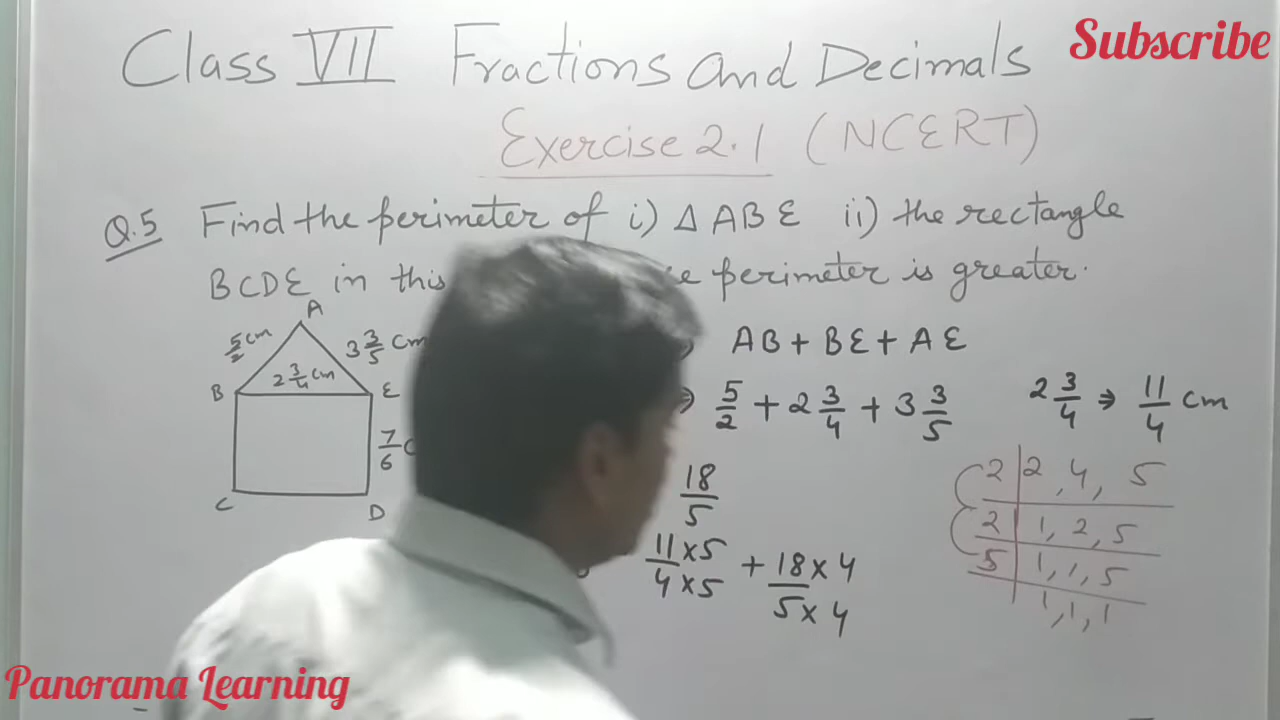 Subscribe
Class VII Fractions and Decimals
Exercise 2.1 (NCERT)
Q.5 Find the perimeter of i) Δ ABE ii) the rectangle
BCDE in this perimeter is greater.
A
5/2 cm 3 3/5 cm
2 3/4 cm
B E
7/6
C D
AB + BE + AE
⇒ 5/2 + 2 3/4 + 3 3/5
2 3/4 ⇒ 11/4 cm
18/5
11×5/4×5 + 18×4/5×4
2 | 2, 4, 5
2 | 1, 2, 5
5 | 1, 1, 5
1, 1, 1
Panorama Learning